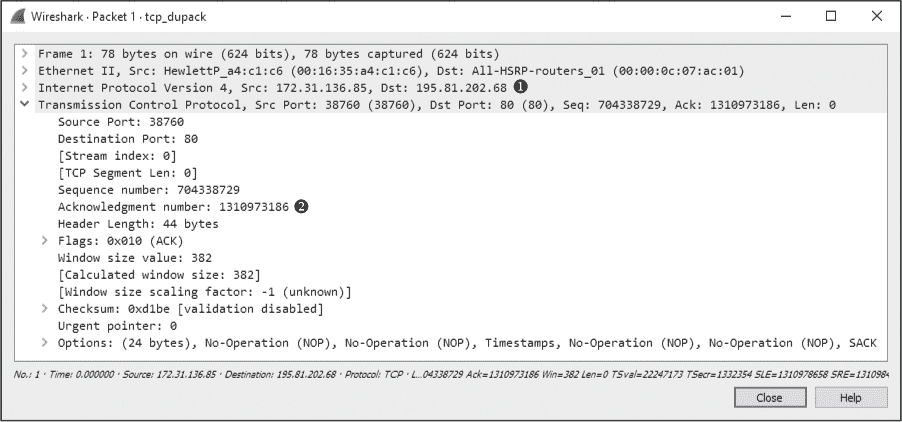 Wireshark · Packet 1 · tcp_dupack
Frame 1: 78 bytes on wire (624 bits), 78 bytes captured (624 bits)
Ethernet II, Src: HewlettP_a4:c1:c6 (00:16:35:a4:c1:c6), Dst: All-HSRP-routers_01 (00:00:0c:07:ac:01)
Internet Protocol Version 4, Src: 172.31.136.85, Dst: 195.81.202.68 ❶
Transmission Control Protocol, Src Port: 38760 (38760), Dst Port: 80 (80), Seq: 704338729, Ack: 1310973186, Len: 0
Source Port: 38760
Destination Port: 80
[Stream index: 0]
[TCP Segment Len: 0]
Sequence number: 704338729
Acknowledgment number: 1310973186 ❷
Header Length: 44 bytes
Flags: 0x010 (ACK)
Window size value: 382
[Calculated window size: 382]
[Window size scaling factor: -1 (unknown)]
Checksum: 0xd1be [validation disabled]
Urgent pointer: 0
Options: (24 bytes), No-Operation (NOP), No-Operation (NOP), Timestamps, No-Operation (NOP), No-Operation (NOP), SACK
No.: 1 · Time: 0.000000 · Source: 172.31.136.85 · Destination: 195.81.202.68 · Protocol: TCP · L...04338729 Ack=1310973186 Win=382 Len=0 TSval=22247173 TSecr=1332354 SLE=1310978658 SRE=1310984
Close
Help